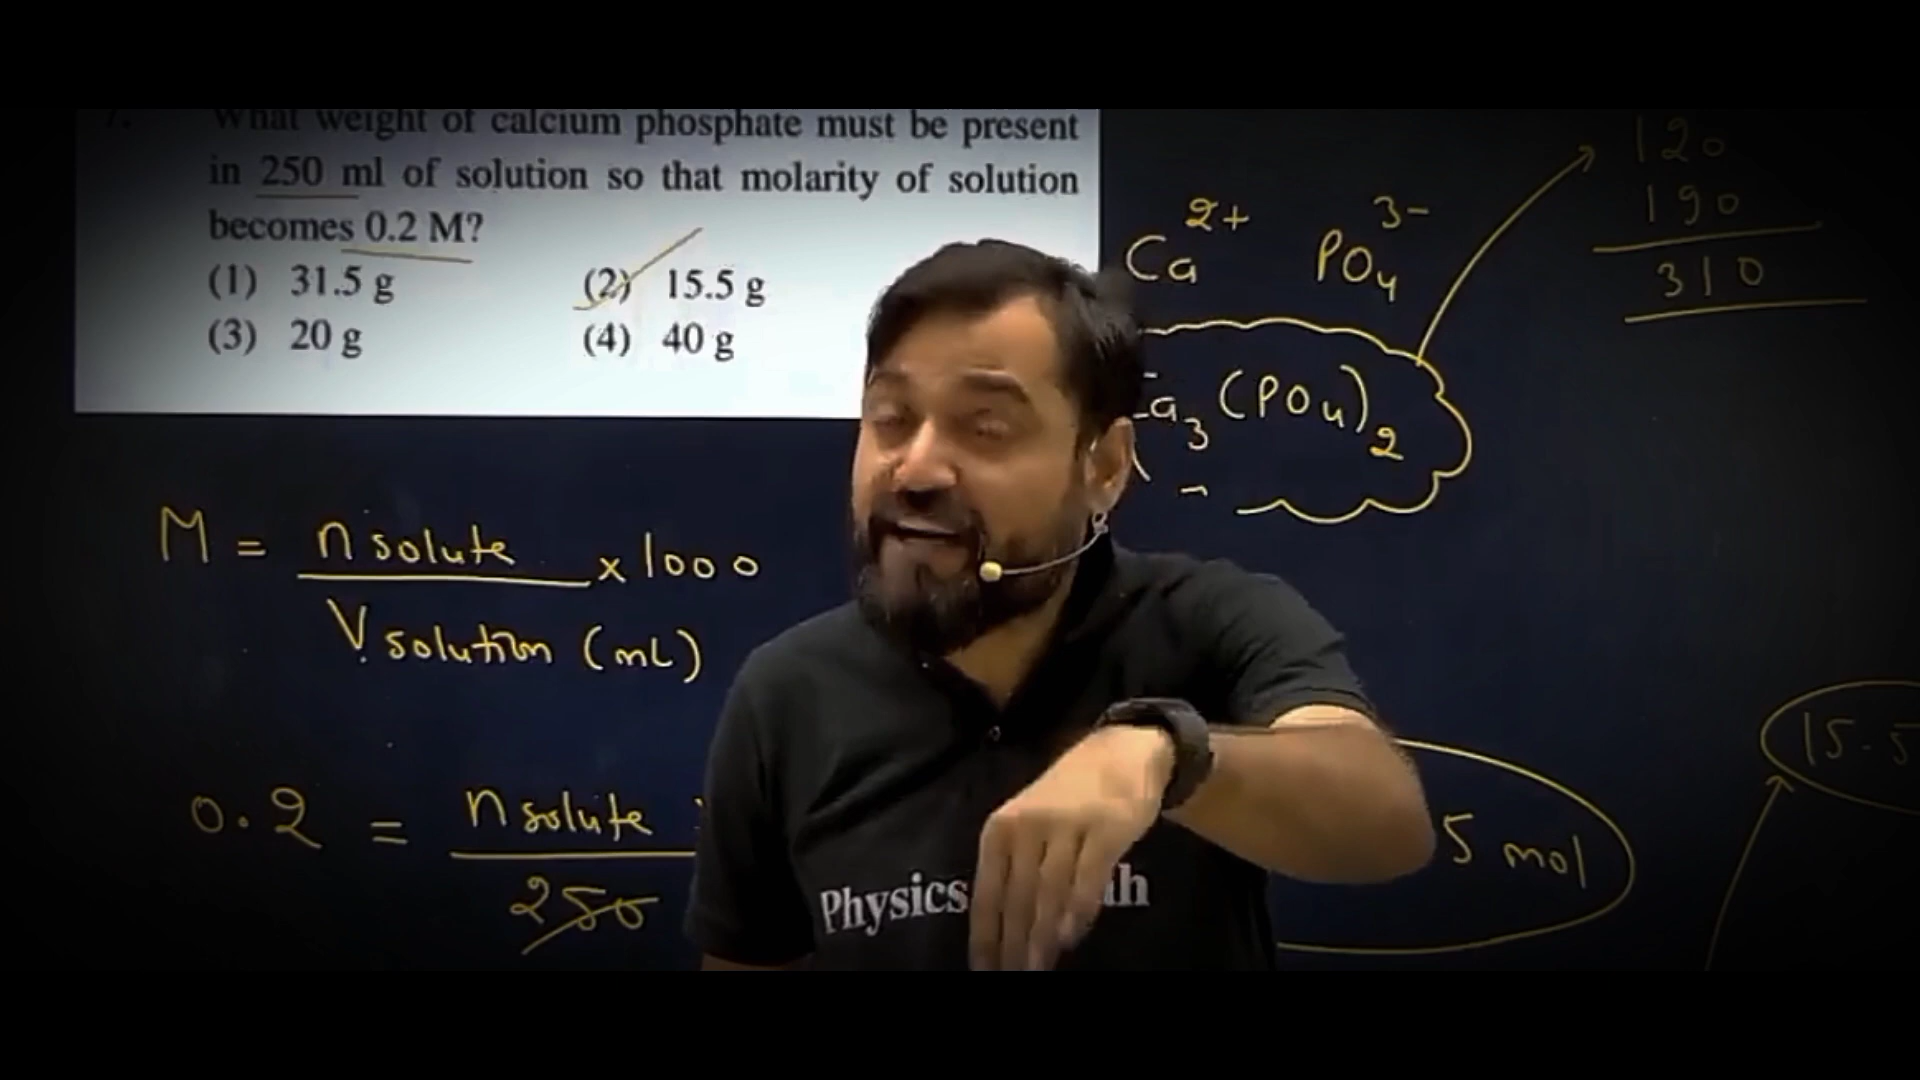 What weight of calcium phosphate must be present
in 250 ml of solution so that molarity of solution
becomes 0.2 M?
(1) 31.5 g (2) 15.5 g
(3) 20 g (4) 40 g
120
190
310
Ca2+ PO43-
Ca3(PO4)2
M = n solute x 1000
V solution (mL)
0.2 = n solute
250
5 mol
15.5
Physics